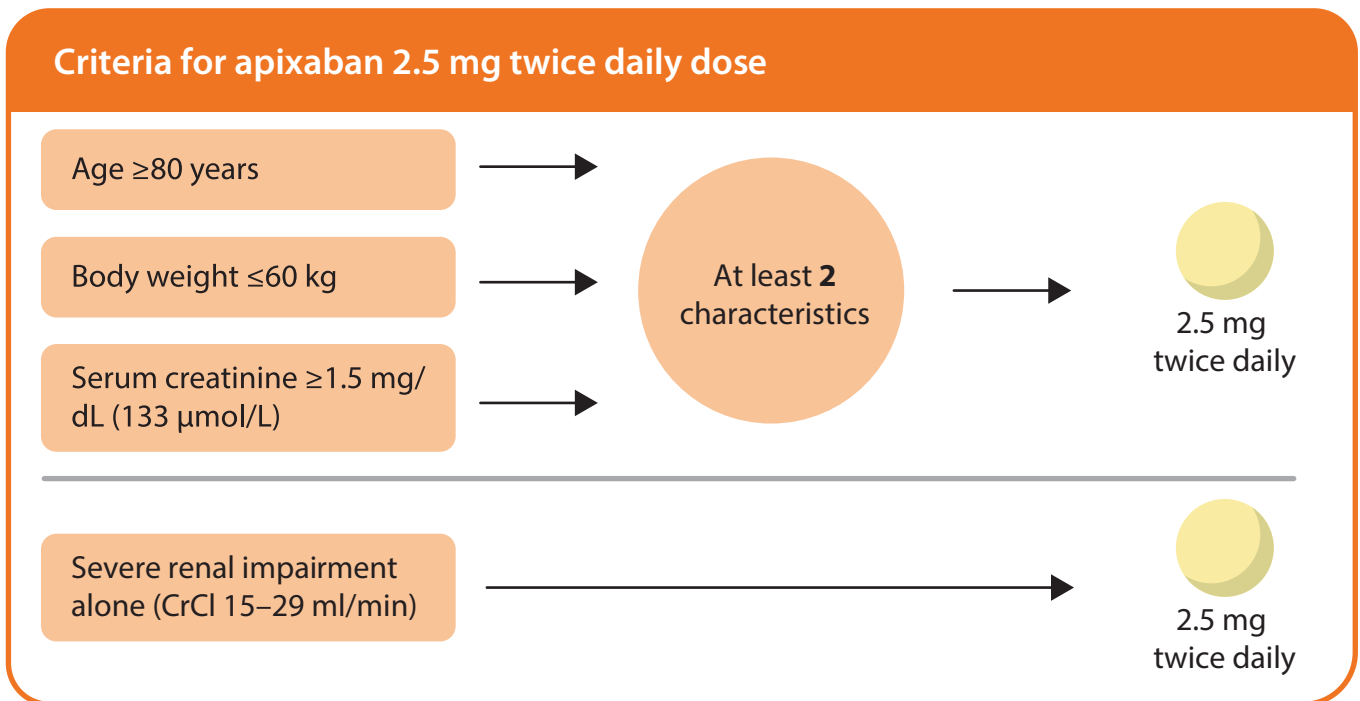 Criteria for apixaban 2.5 mg twice daily dose
Age ≥80 years
Body weight ≤60 kg
Serum creatinine ≥1.5 mg/
dL (133 μmol/L)
At least 2
characteristics
2.5 mg
twice daily
Severe renal impairment
alone (CrCl 15–29 ml/min)
2.5 mg
twice daily